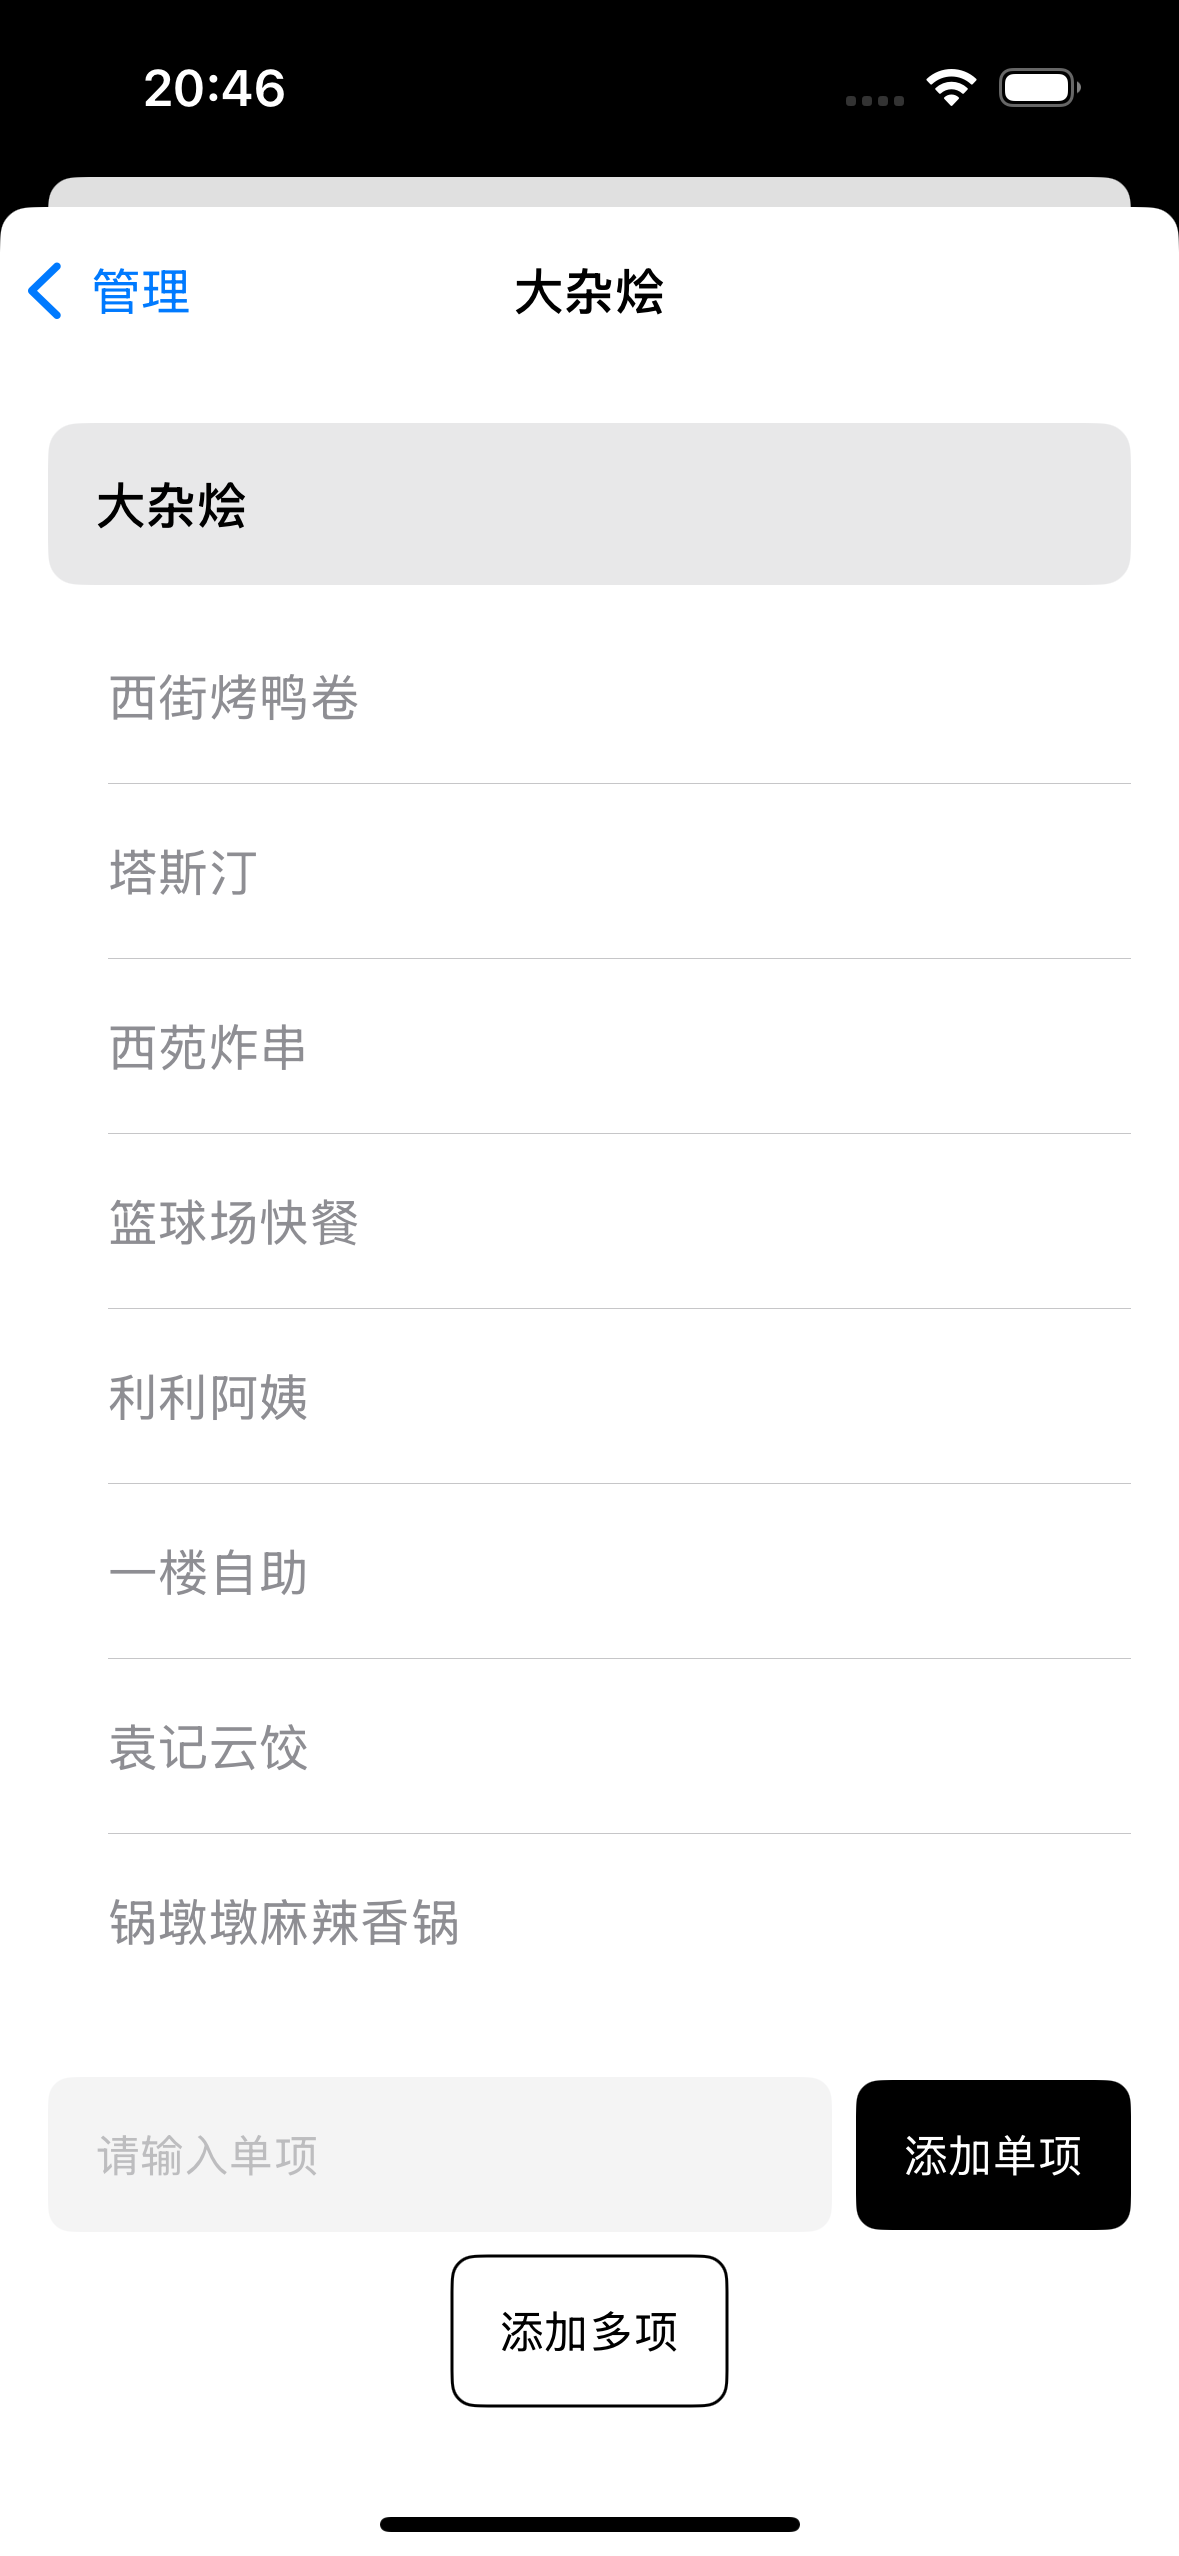 20:46
管理
大杂烩
大杂烩
西街烤鸭卷
塔斯汀
西苑炸串
篮球场快餐
利利阿姨
一楼自助
袁记云饺
锅墩墩麻辣香锅
请输入单项
添加单项
添加多项